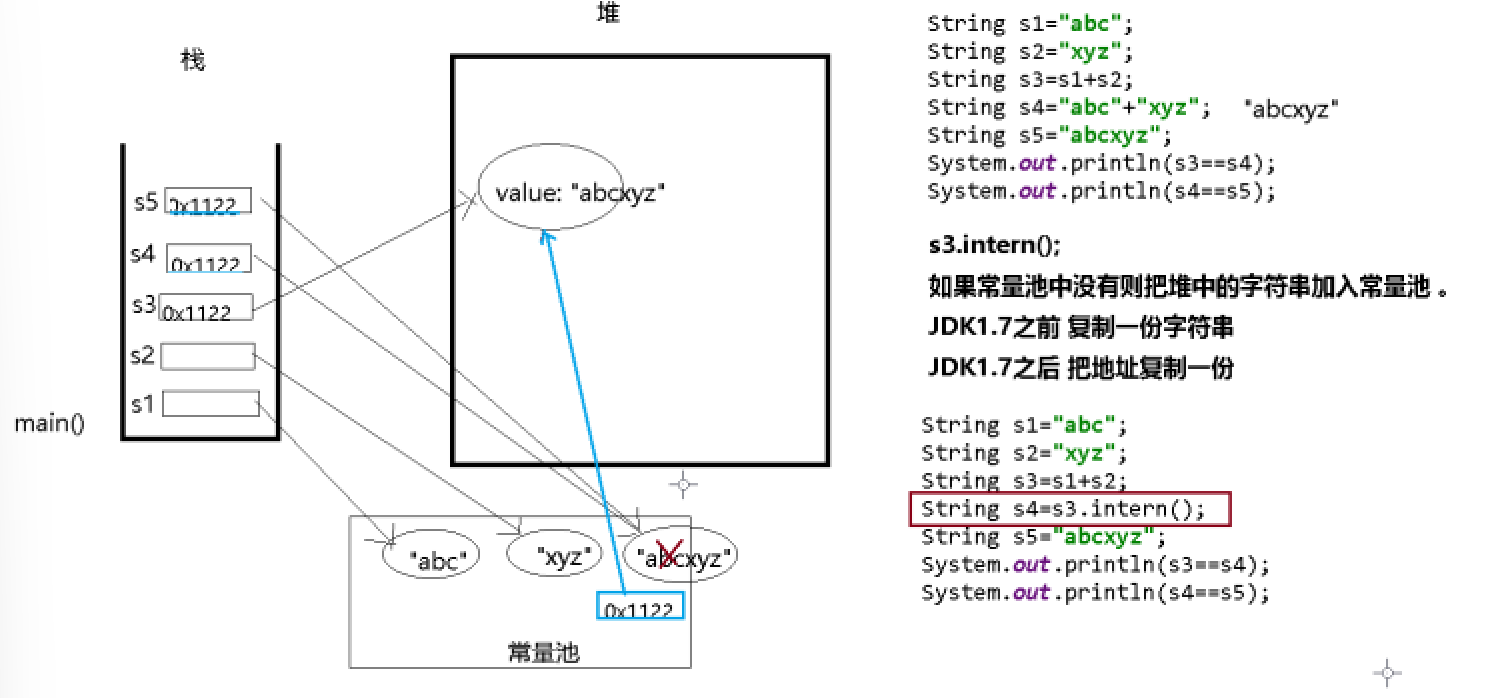 堆
栈
s5 0x1122
s4 0x1122
s3 0x1122
s2
s1
main()
value: "abcxyz"
"abc"
"xyz"
"abcxyz"
0x1122
常量池
String s1="abc";
String s2="xyz";
String s3=s1+s2;
String s4="abc"+"xyz"; "abcxyz"
String s5="abcxyz";
System.out.println(s3==s4);
System.out.println(s4==s5);
s3.intern();
如果常量池中没有则把堆中的字符串加入常量池 。
JDK1.7之前 复制一份字符串
JDK1.7之后 把地址复制一份
String s1="abc";
String s2="xyz";
String s3=s1+s2;
String s4=s3.intern();
String s5="abcxyz";
System.out.println(s3==s4);
System.out.println(s4==s5);